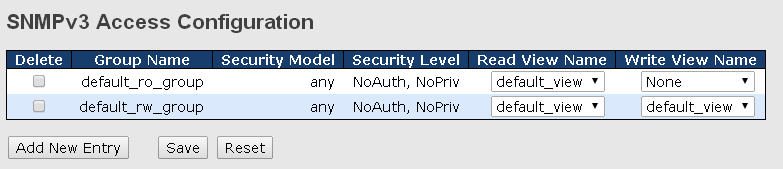 SNMPv3 Access Configuration
Delete Group Name Security Model Security Level Read View Name Write View Name
default_ro_group any NoAuth, NoPriv default_view None
default_rw_group any NoAuth, NoPriv default_view default_view
Add New Entry Save Reset